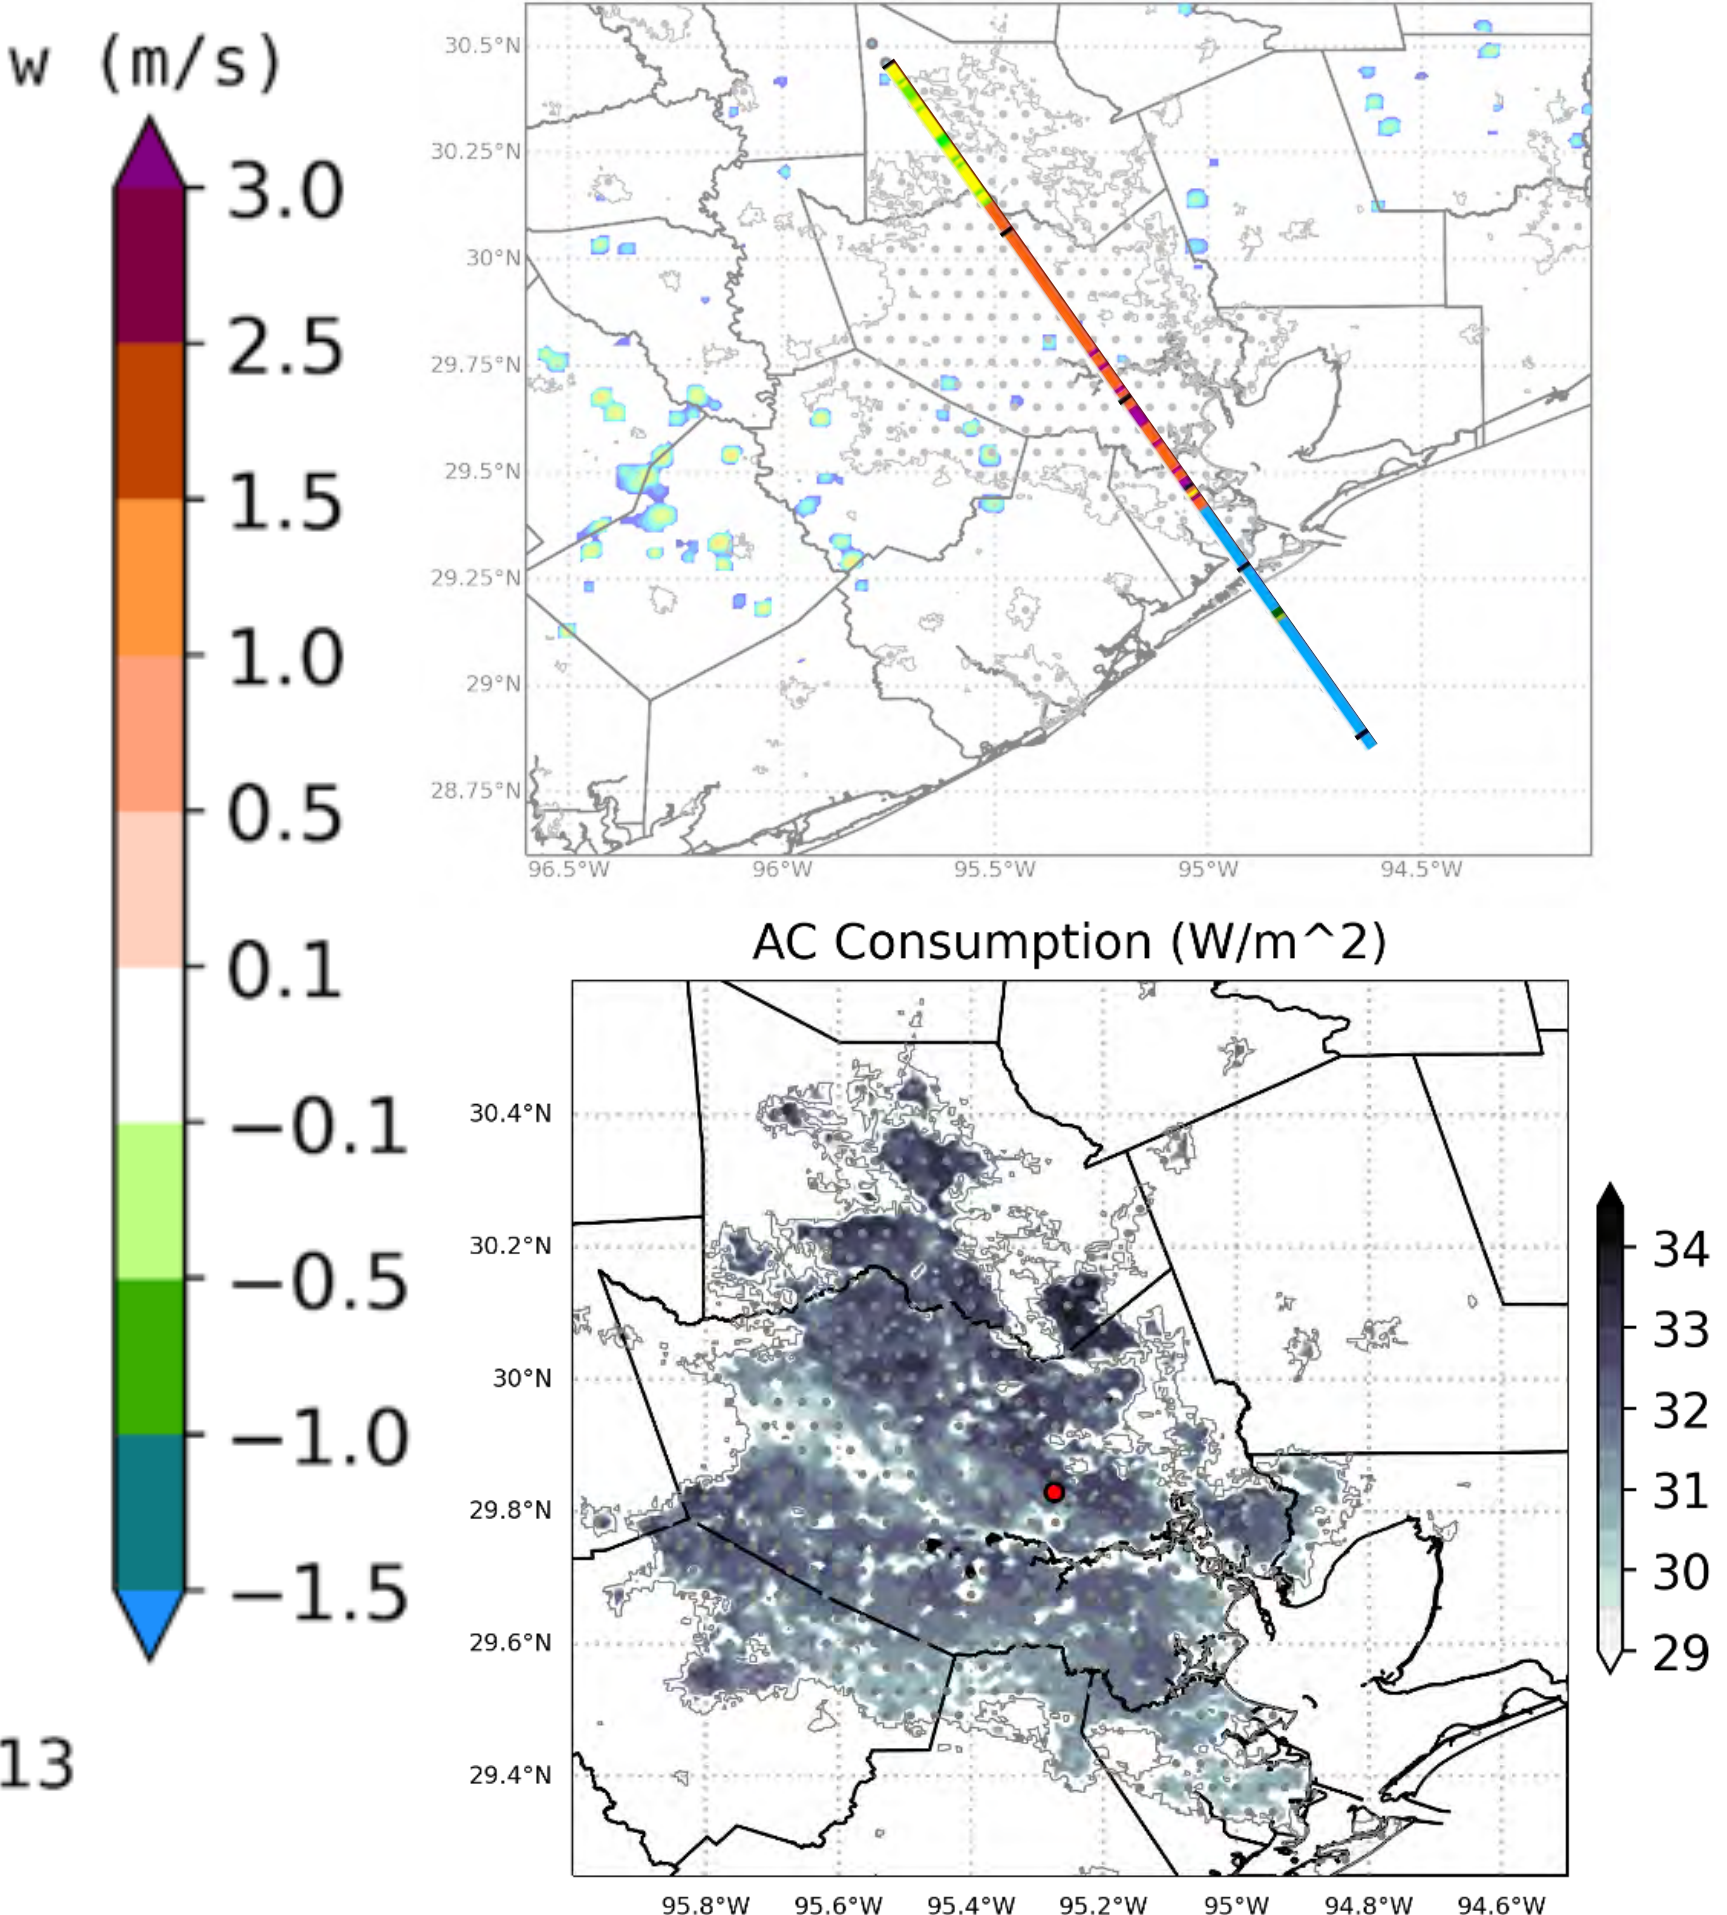 w (m/s)
3.0
2.5
1.5
1.0
0.5
0.1
−0.1
−0.5
−1.0
−1.5
13
30.5°N
30.25°N
30°N
29.75°N
29.5°N
29.25°N
29°N
28.75°N
96.5°W 96°W 95.5°W 95°W 94.5°W
AC Consumption (W/m^2)
30.4°N
30.2°N
30°N
29.8°N
29.6°N
29.4°N
95.8°W 95.6°W 95.4°W 95.2°W 95°W 94.8°W 94.6°W
34
33
32
31
30
29